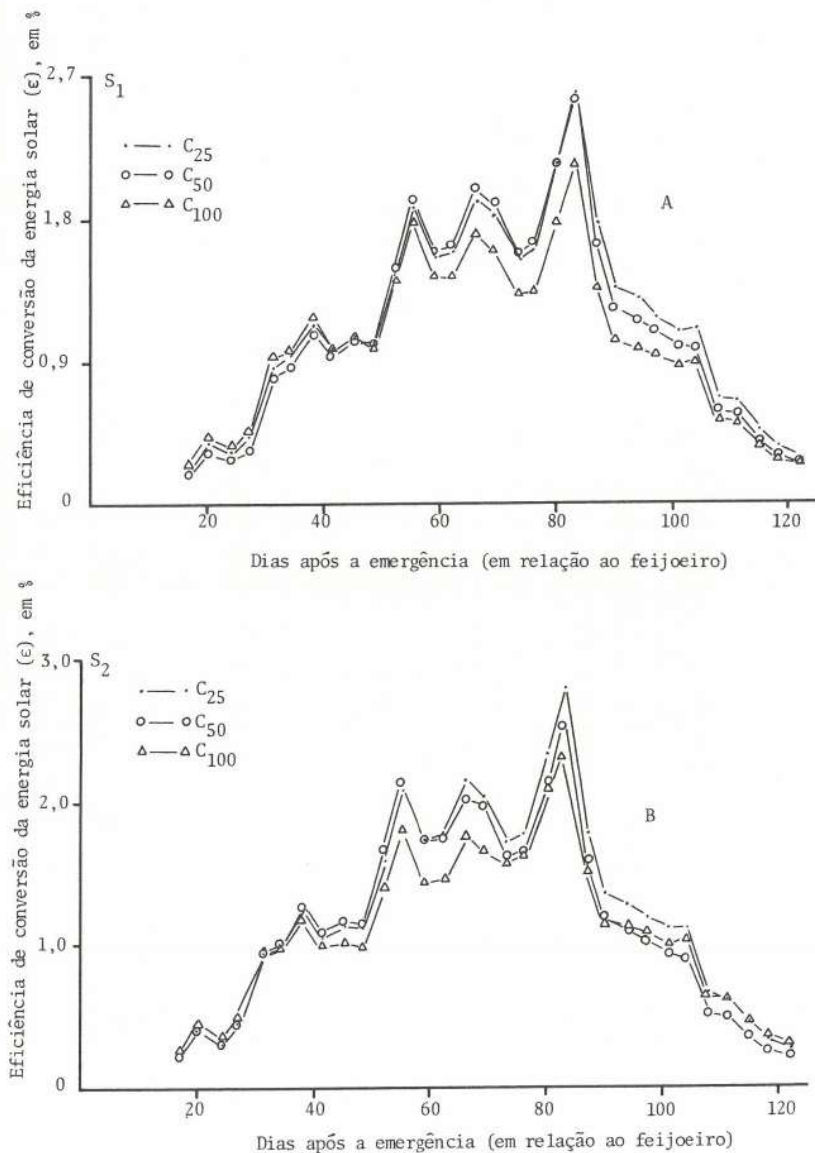 Eficiência de conversão da energia solar (ε), em %
2,7
1,8
0,9
0
S1
C25
C50
C100
A
20
40
60
80
100
120
Dias após a emergência (em relação ao feijoeiro)
Eficiência de conversão da energia solar (ε), em %
3,0
2,0
1,0
0
S2
C25
C50
C100
B
20
40
60
80
100
120
Dias após a emergência (em relação ao feijoeiro)